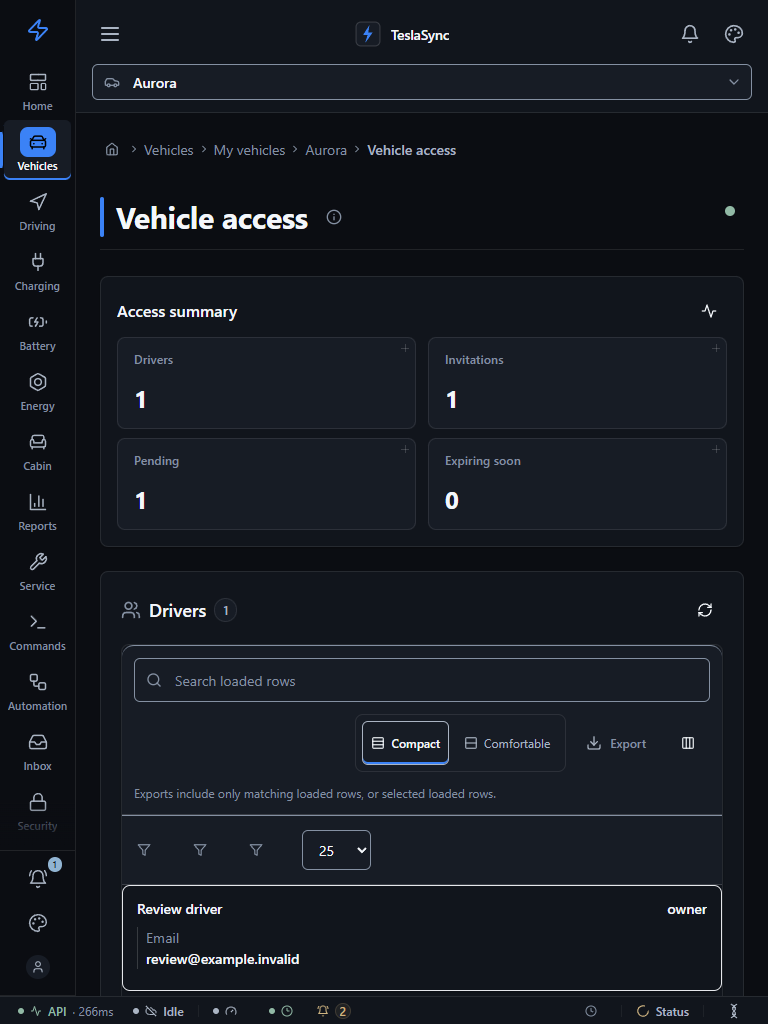 TeslaSync
Aurora
Home
Vehicles
Driving
Charging
Battery
Energy
Cabin
Reports
Service
Commands
Automation
Inbox
Security
1
Vehicles My vehicles Aurora Vehicle access
Vehicle access
Access summary
Drivers
1
Invitations
1
Pending
1
Expiring soon
0
Drivers 1
Search loaded rows
Compact Comfortable Export
Exports include only matching loaded rows, or selected loaded rows.
25
Review driver owner
Email
review@example.invalid
API · 266ms Idle 2 Status